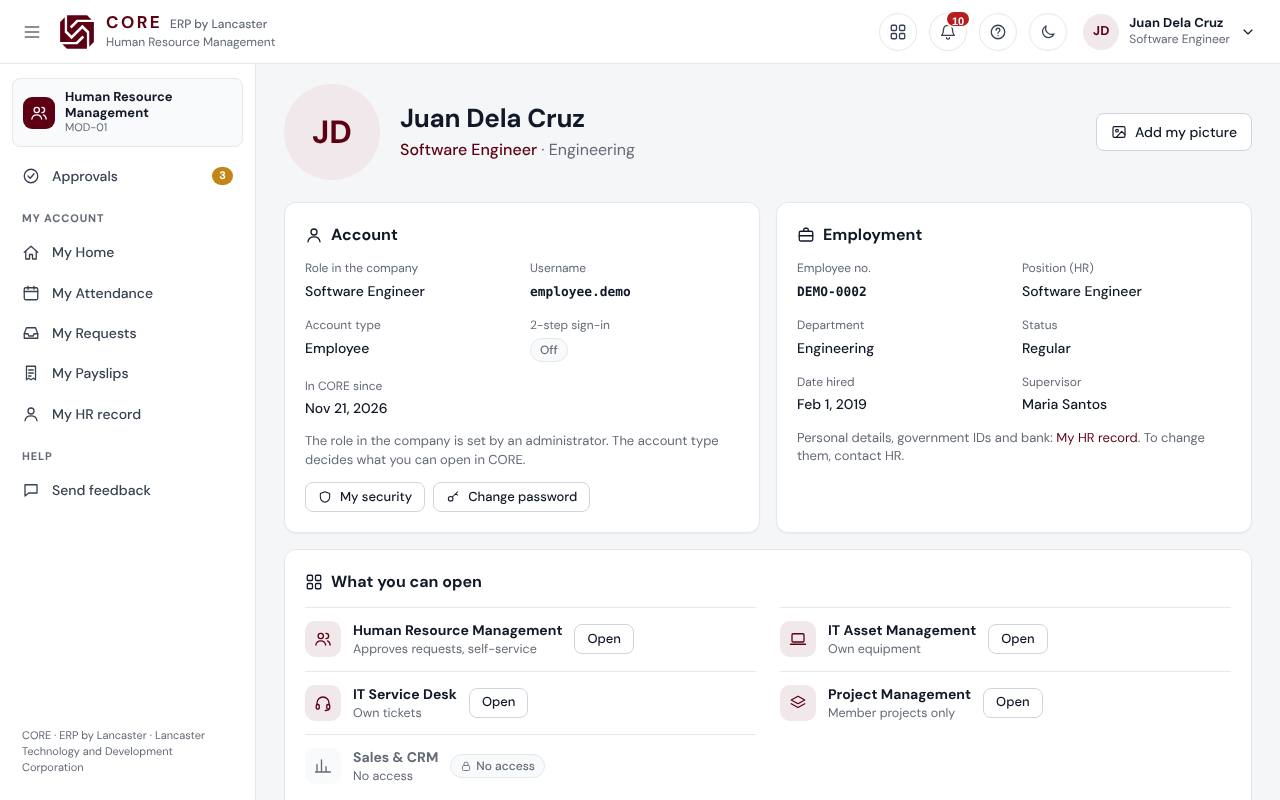 CORE ERP by Lancaster
Human Resource Management
10
JD
Juan Dela Cruz
Software Engineer
Human Resource
Management
MOD-01
Approvals 3
MY ACCOUNT
My Home
My Attendance
My Requests
My Payslips
My HR record
HELP
Send feedback
CORE · ERP by Lancaster · Lancaster
Technology and Development
Corporation
JD
Juan Dela Cruz
Software Engineer · Engineering
Add my picture
Account
Role in the company
Software Engineer
Username
employee.demo
Account type
Employee
2-step sign-in
Off
In CORE since
Nov 21, 2026
The role in the company is set by an administrator. The account type
decides what you can open in CORE.
My security
Change password
Employment
Employee no.
DEMO-0002
Position (HR)
Software Engineer
Department
Engineering
Status
Regular
Date hired
Feb 1, 2019
Supervisor
Maria Santos
Personal details, government IDs and bank: My HR record. To change
them, contact HR.
What you can open
Human Resource Management
Approves requests, self-service
Open
IT Asset Management
Own equipment
Open
IT Service Desk
Own tickets
Open
Project Management
Member projects only
Open
Sales & CRM
No access
No access